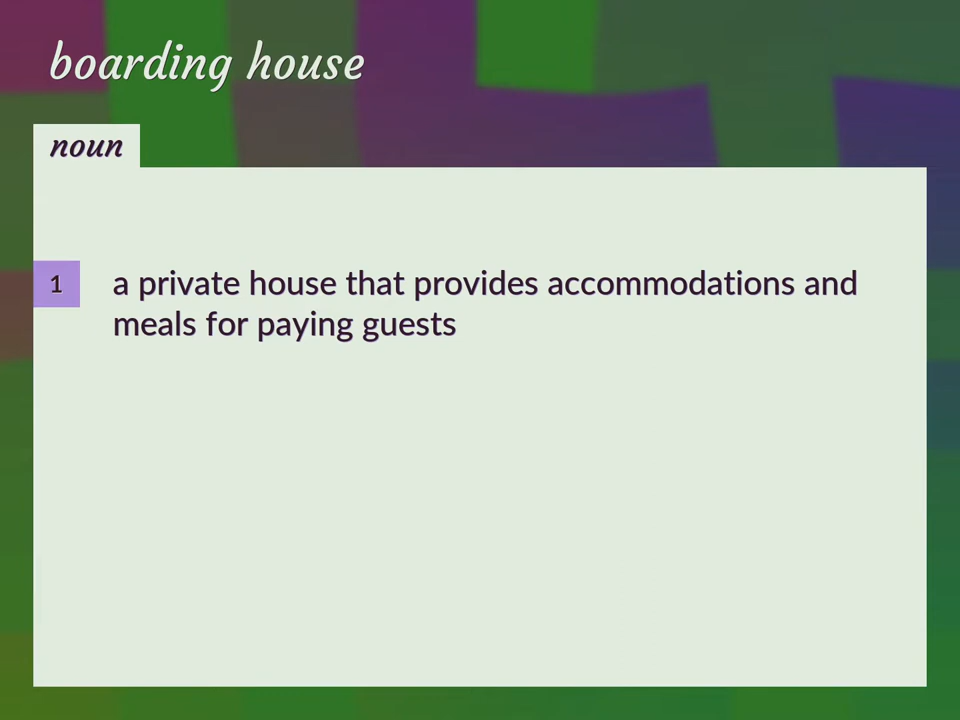 boarding house
noun
1
a private house that provides accommodations and
meals for paying guests